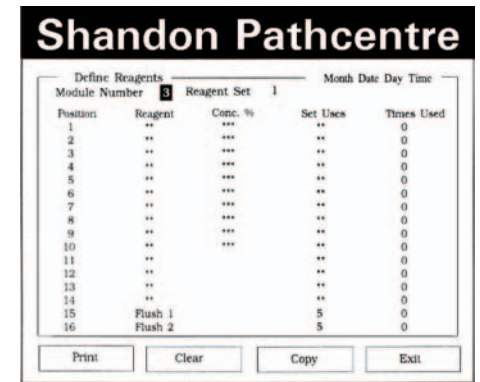 Shandon Pathcentre
Define Reagents Month Date Day Time
Module Number 3 Reagent Set 1
Position Reagent Conc. % Set Uses Times Used
1 ** *** ** 0
2 ** *** ** 0
3 ** *** ** 0
4 ** *** ** 0
5 ** *** ** 0
6 ** *** ** 0
7 ** *** ** 0
8 ** *** ** 0
9 ** *** ** 0
10 ** *** ** 0
11 ** ** 0
12 ** ** 0
13 ** ** 0
14 ** ** 0
15 Flush 1 5 0
16 Flush 2 5 0
Print Clear Copy Exit